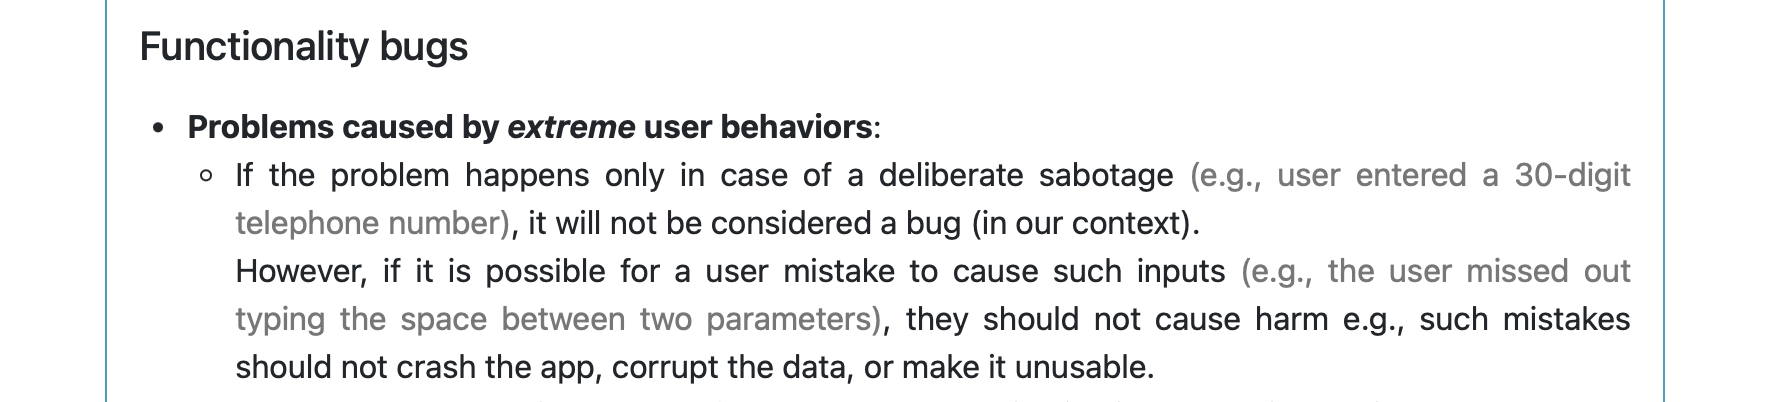 Functionality bugs
• Problems caused by extreme user behaviors:
◦ If the problem happens only in case of a deliberate sabotage (e.g., user entered a 30-digit
telephone number), it will not be considered a bug (in our context).
However, if it is possible for a user mistake to cause such inputs (e.g., the user missed out
typing the space between two parameters), they should not cause harm e.g., such mistakes
should not crash the app, corrupt the data, or make it unusable.